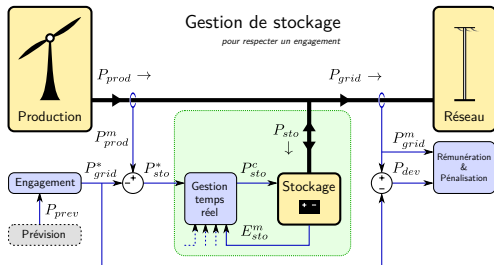 Gestion de stockage
pour respecter un engagement
P_prod →
P_grid →
Production
Réseau
P_sto
↓
P^m_prod
P^m_grid
Rémunération
&
Pénalisation
P_dev
P^*_grid
P^*_sto
P^c_sto
Engagement
+
−
Gestion
temps
réel
Stockage
+ −
+
−
P_prev
Prévision
E^m_sto